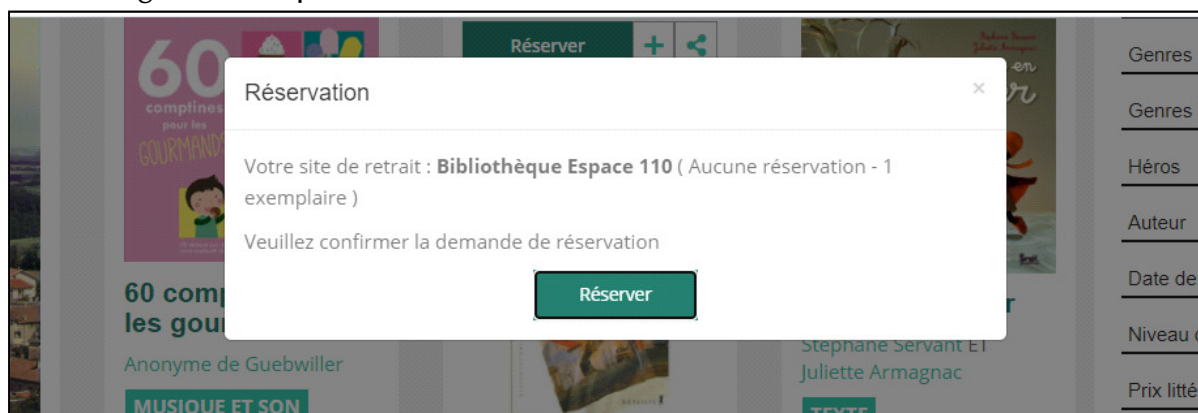 Réserver
Genres
60
comptines
pour les
GOURMANDS
en
Genres
Réservation
×
Votre site de retrait : Bibliothèque Espace 110 ( Aucune réservation - 1
exemplaire )
Veuillez confirmer la demande de réservation
Réserver
Héros
Auteur
Date de
Niveau
Prix litté
60 comp
les gour
Anonyme de Guebwiller
MUSIQUE ET SON
r
Stéphane Servant ET
Juliette Armagnac
TEXTE